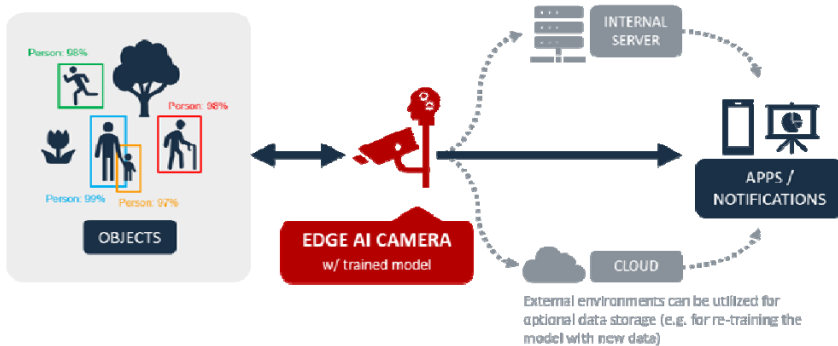 Person: 98%
Person: 98%
Person: 99%
Person: 97%
OBJECTS
EDGE AI CAMERA
w/ trained model
INTERNAL
SERVER
APPS /
NOTIFICATIONS
CLOUD
External environments can be utilized for
optional data storage (e.g. for re-training the
model with new data)